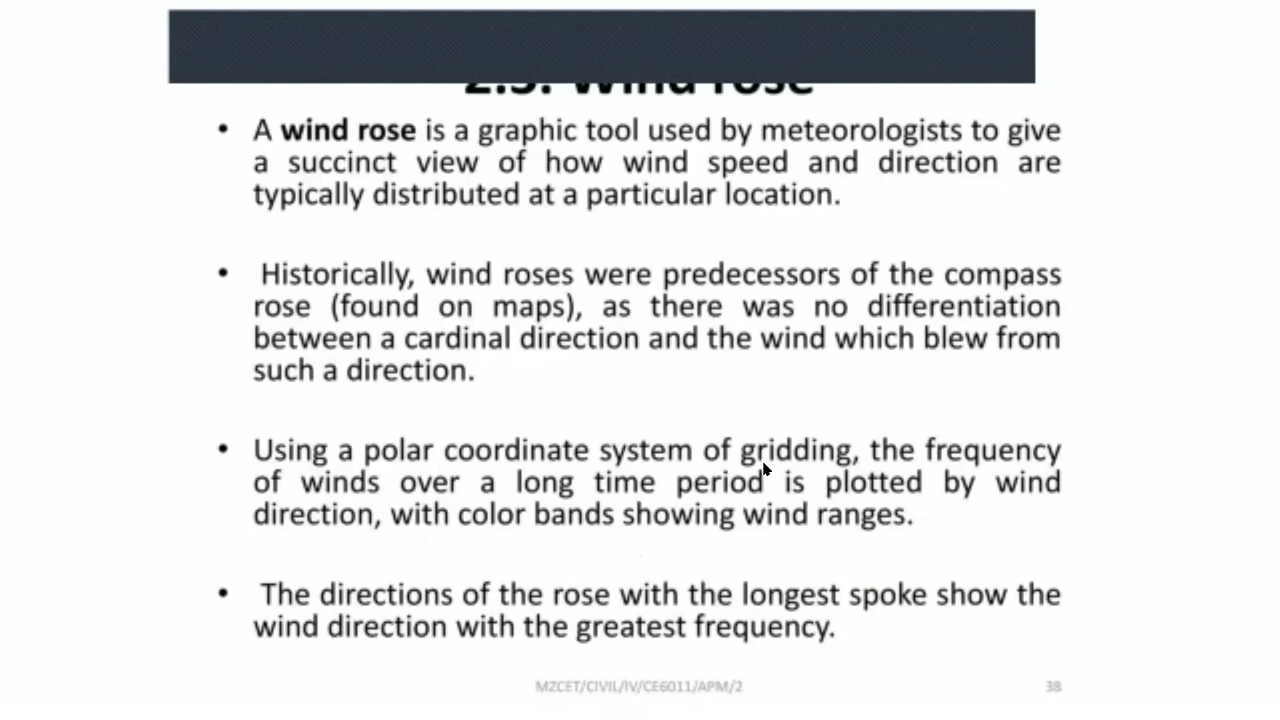 2.5. Wind rose
• A wind rose is a graphic tool used by meteorologists to give
a succinct view of how wind speed and direction are
typically distributed at a particular location.
• Historically, wind roses were predecessors of the compass
rose (found on maps), as there was no differentiation
between a cardinal direction and the wind which blew from
such a direction.
• Using a polar coordinate system of gridding, the frequency
of winds over a long time period is plotted by wind
direction, with color bands showing wind ranges.
• The directions of the rose with the longest spoke show the
wind direction with the greatest frequency.
MZCET/CIVIL/IV/CE6011/APM/2
38